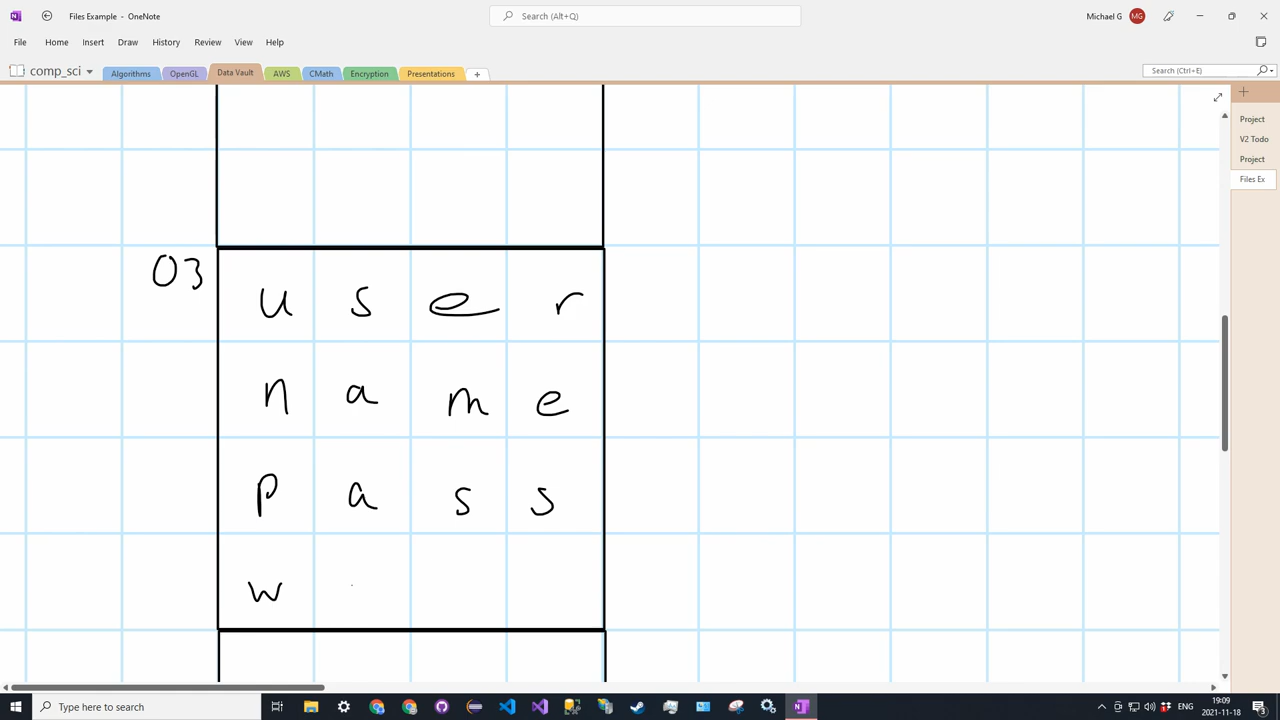 Files Example - OneNote
Search (Alt+Q)
Michael G
MG
File Home Insert Draw History Review View Help
comp_sci
Algorithms OpenGL Data Vault AWS CMath Encryption Presentations +
Search (Ctrl+E)
Project
V2 Todo
Project
Files Ex
03
u s e r
n a m e
p a s s
w
Type here to search
ENG
19:09
2021-11-18